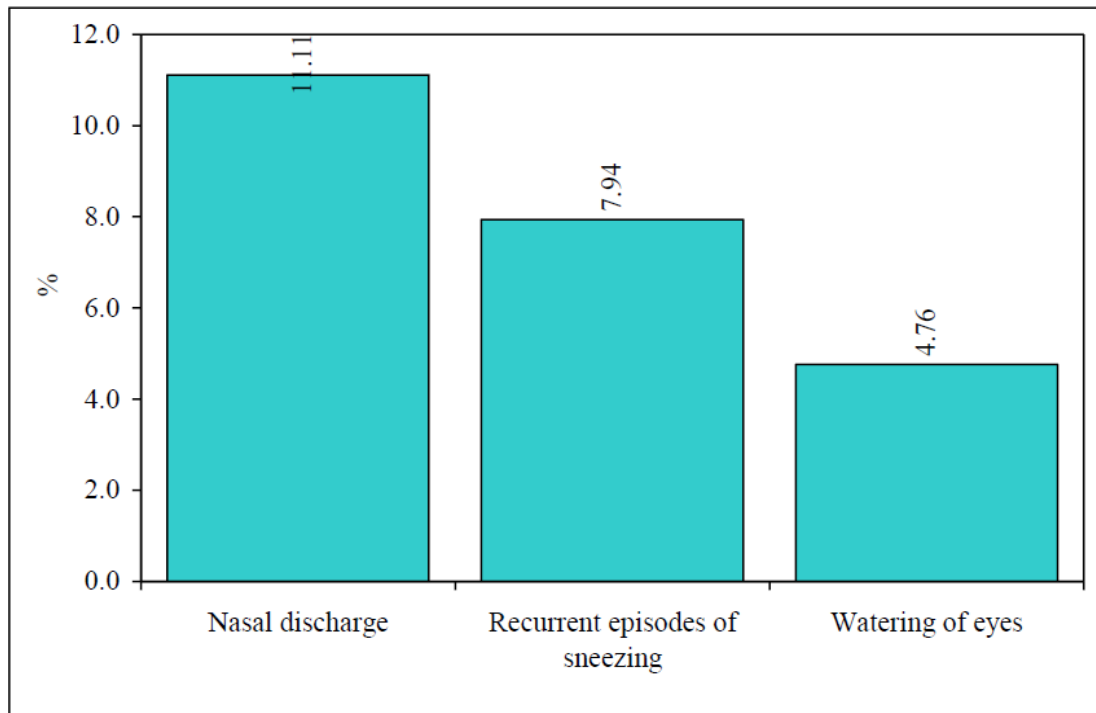 12.0
10.0
8.0
6.0
4.0
2.0
0.0
%
11.11
7.94
4.76
Nasal discharge
Recurrent episodes of
sneezing
Watering of eyes